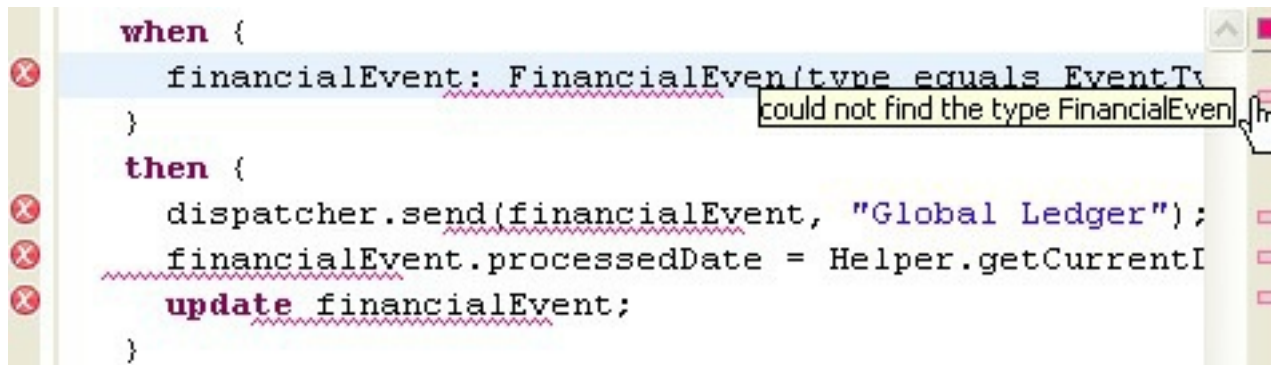 when {
financialEvent: FinancialEven(type equals EventTy
could not find the type FinancialEven
}
then {
dispatcher.send(financialEvent, "Global Ledger");
financialEvent.processedDate = Helper.getCurrent
update financialEvent;
}